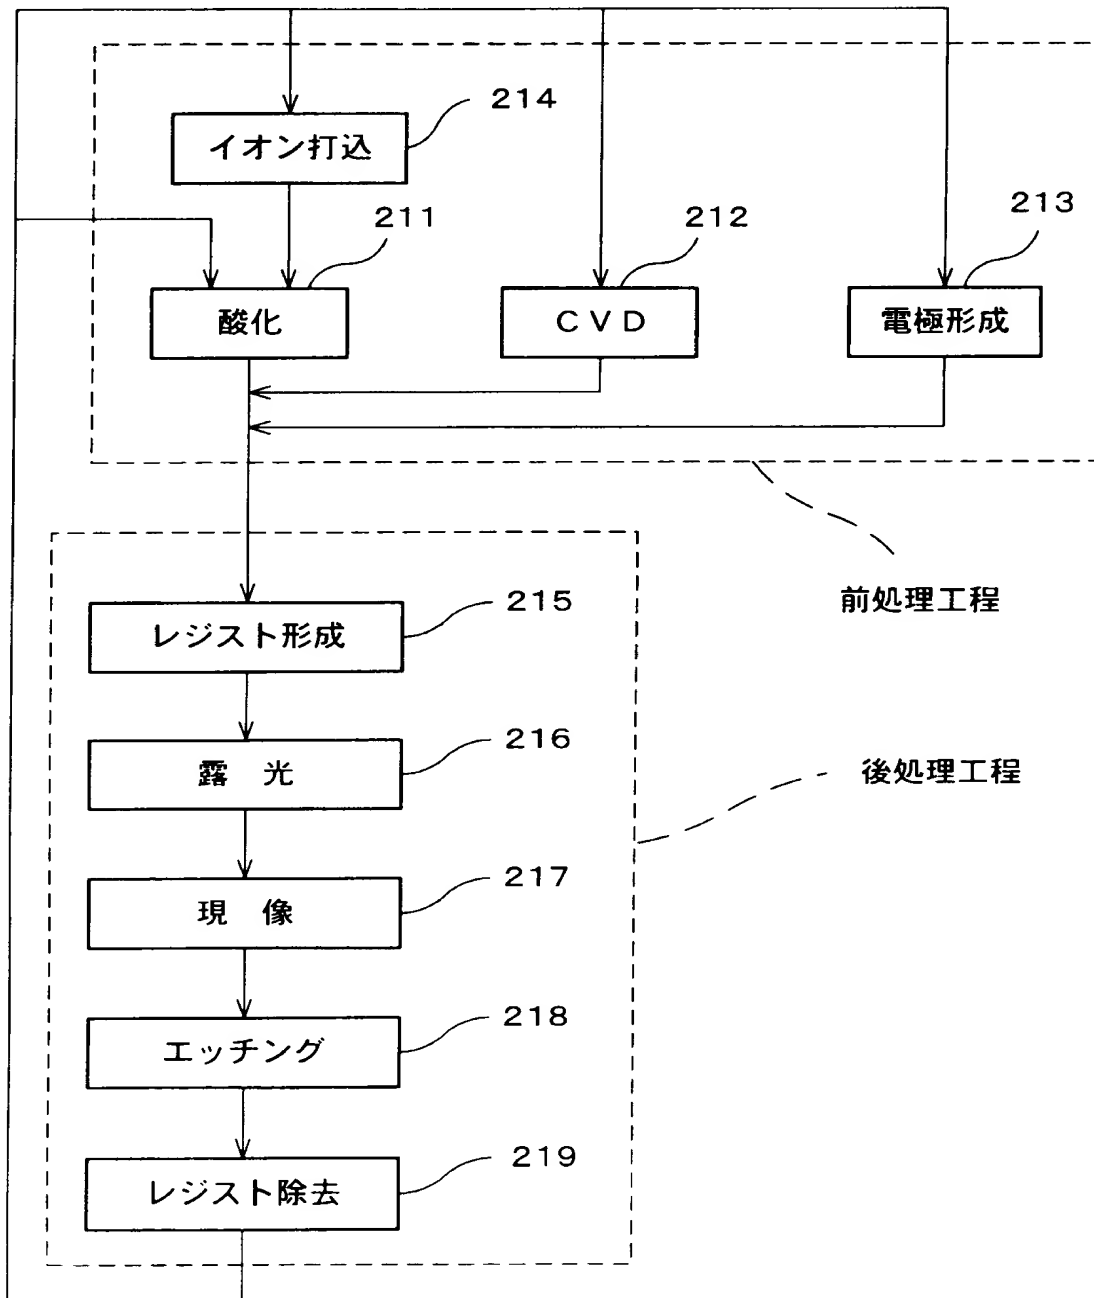 214
イオン打込
211
212
213
酸化
CVD
電極形成
前処理工程
215
レジスト形成
216
露 光
後処理工程
217
現 像
218
エッチング
219
レジスト除去